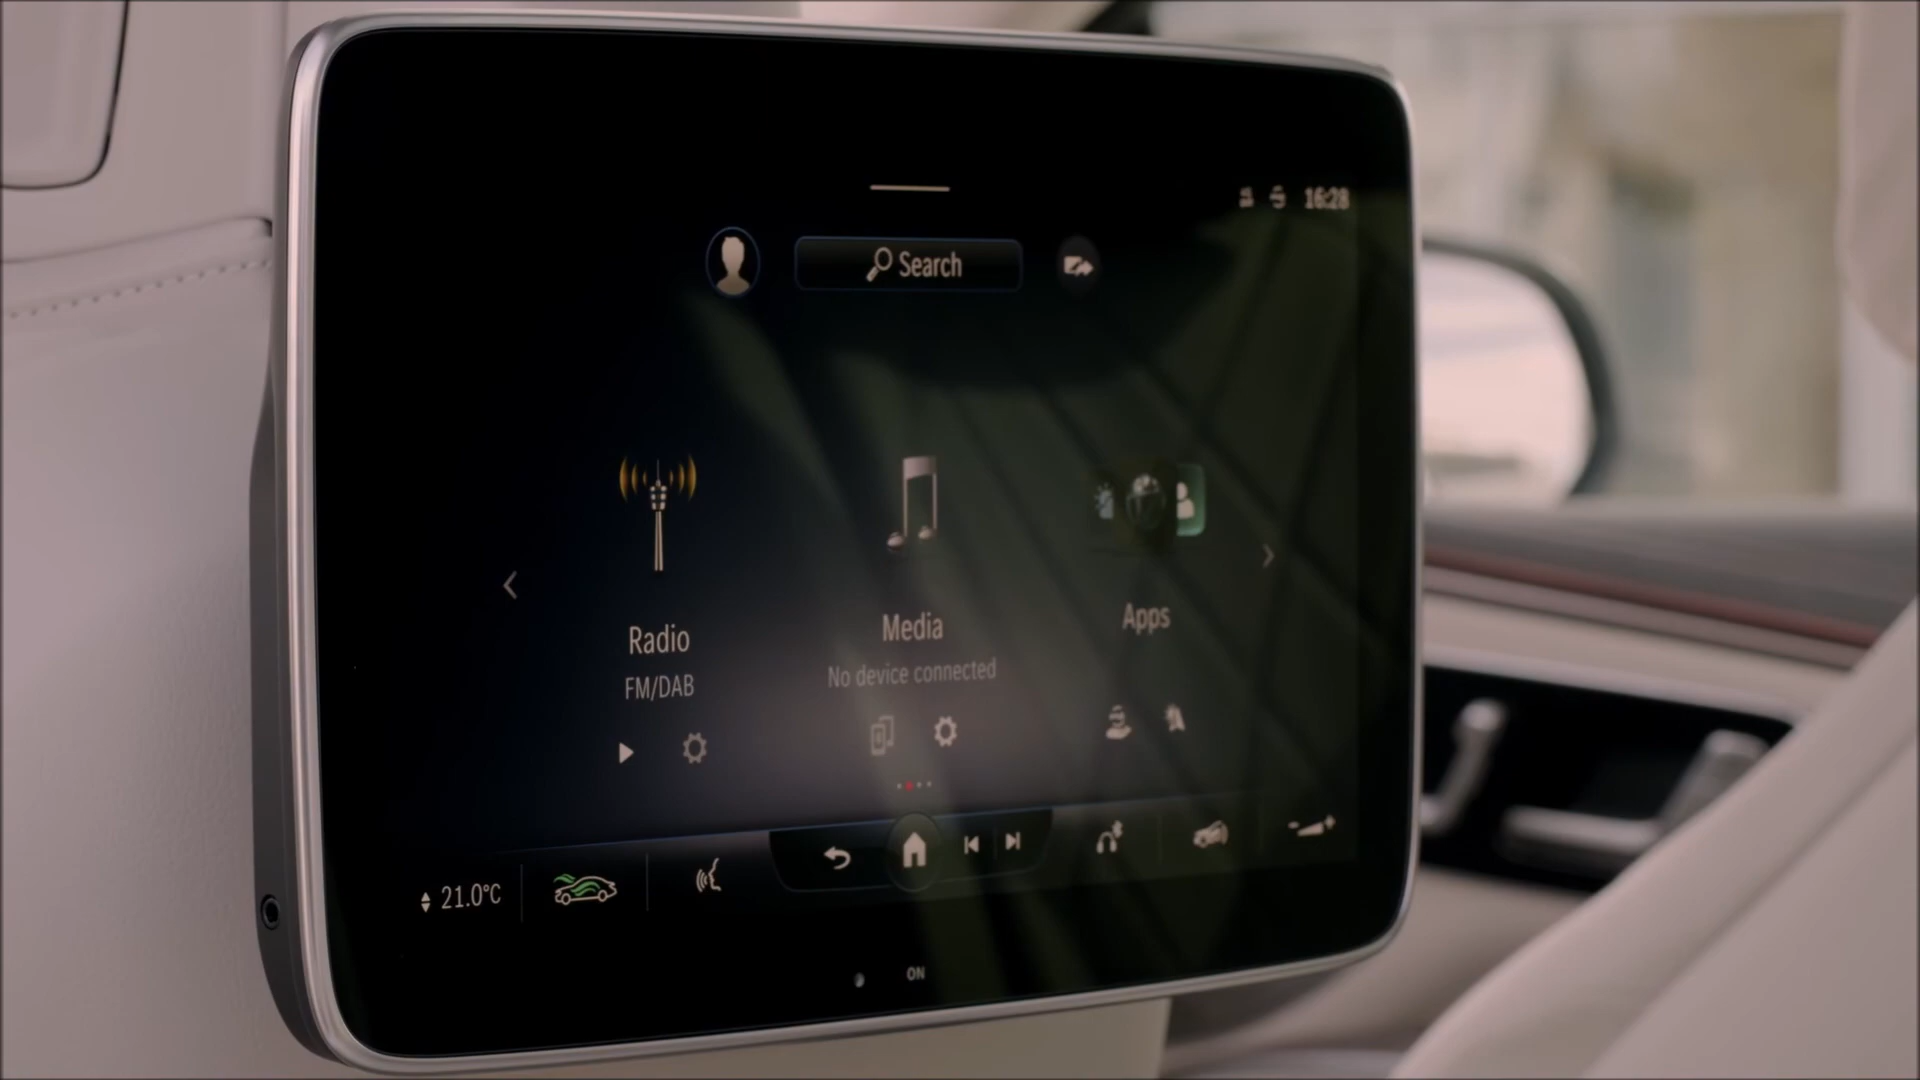 16:28
Search
Radio
FM/DAB
Media
No device connected
Apps
21.0°C
ON